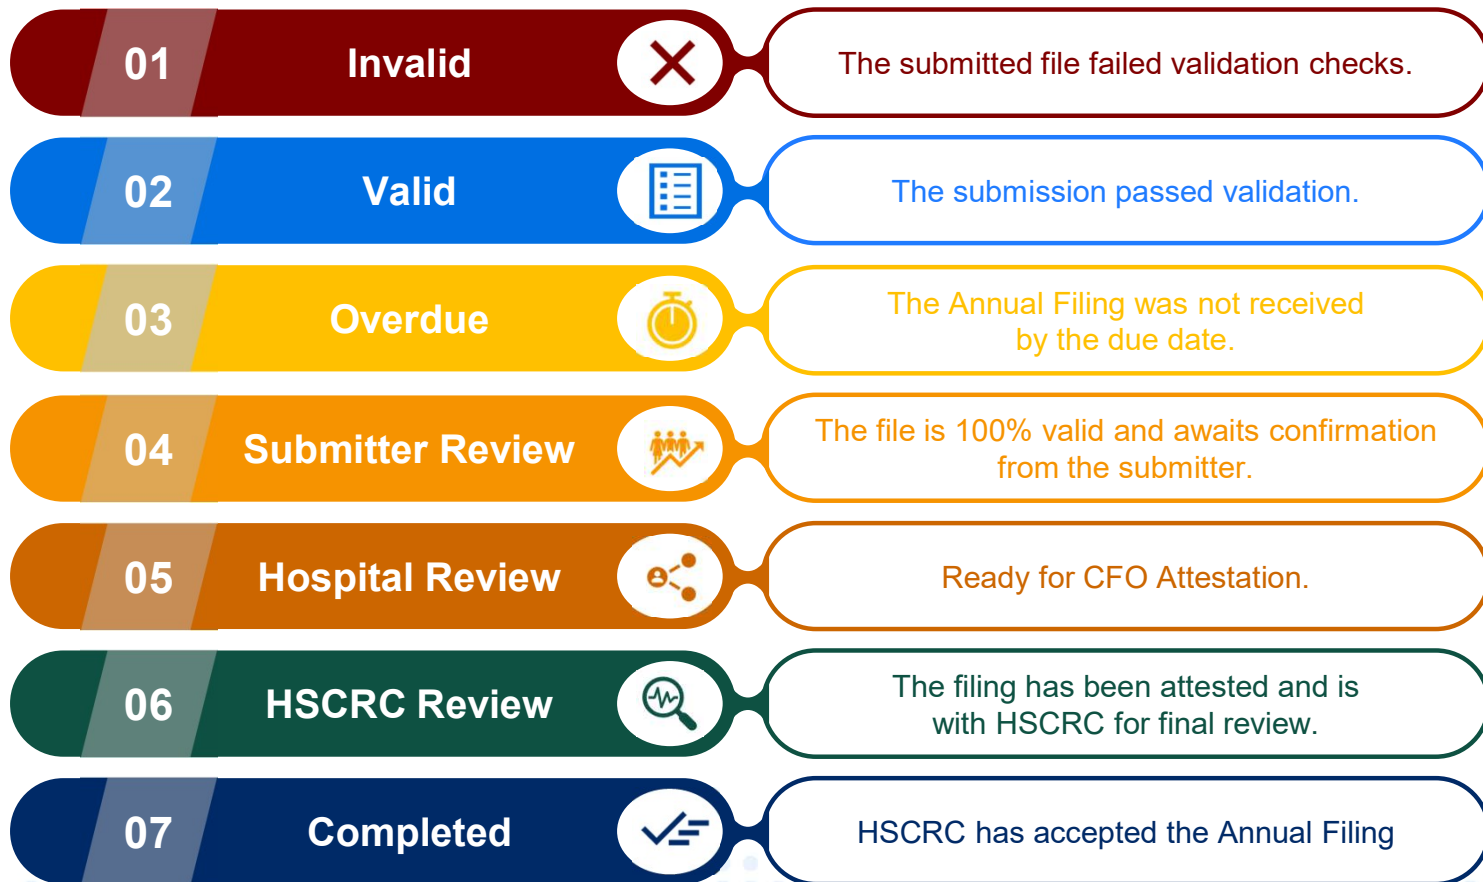 01 Invalid The submitted file failed validation checks.
02 Valid The submission passed validation.
03 Overdue The Annual Filing was not received
by the due date.
04 Submitter Review The file is 100% valid and awaits confirmation
from the submitter.
05 Hospital Review Ready for CFO Attestation.
06 HSCRC Review The filing has been attested and is
with HSCRC for final review.
07 Completed HSCRC has accepted the Annual Filing